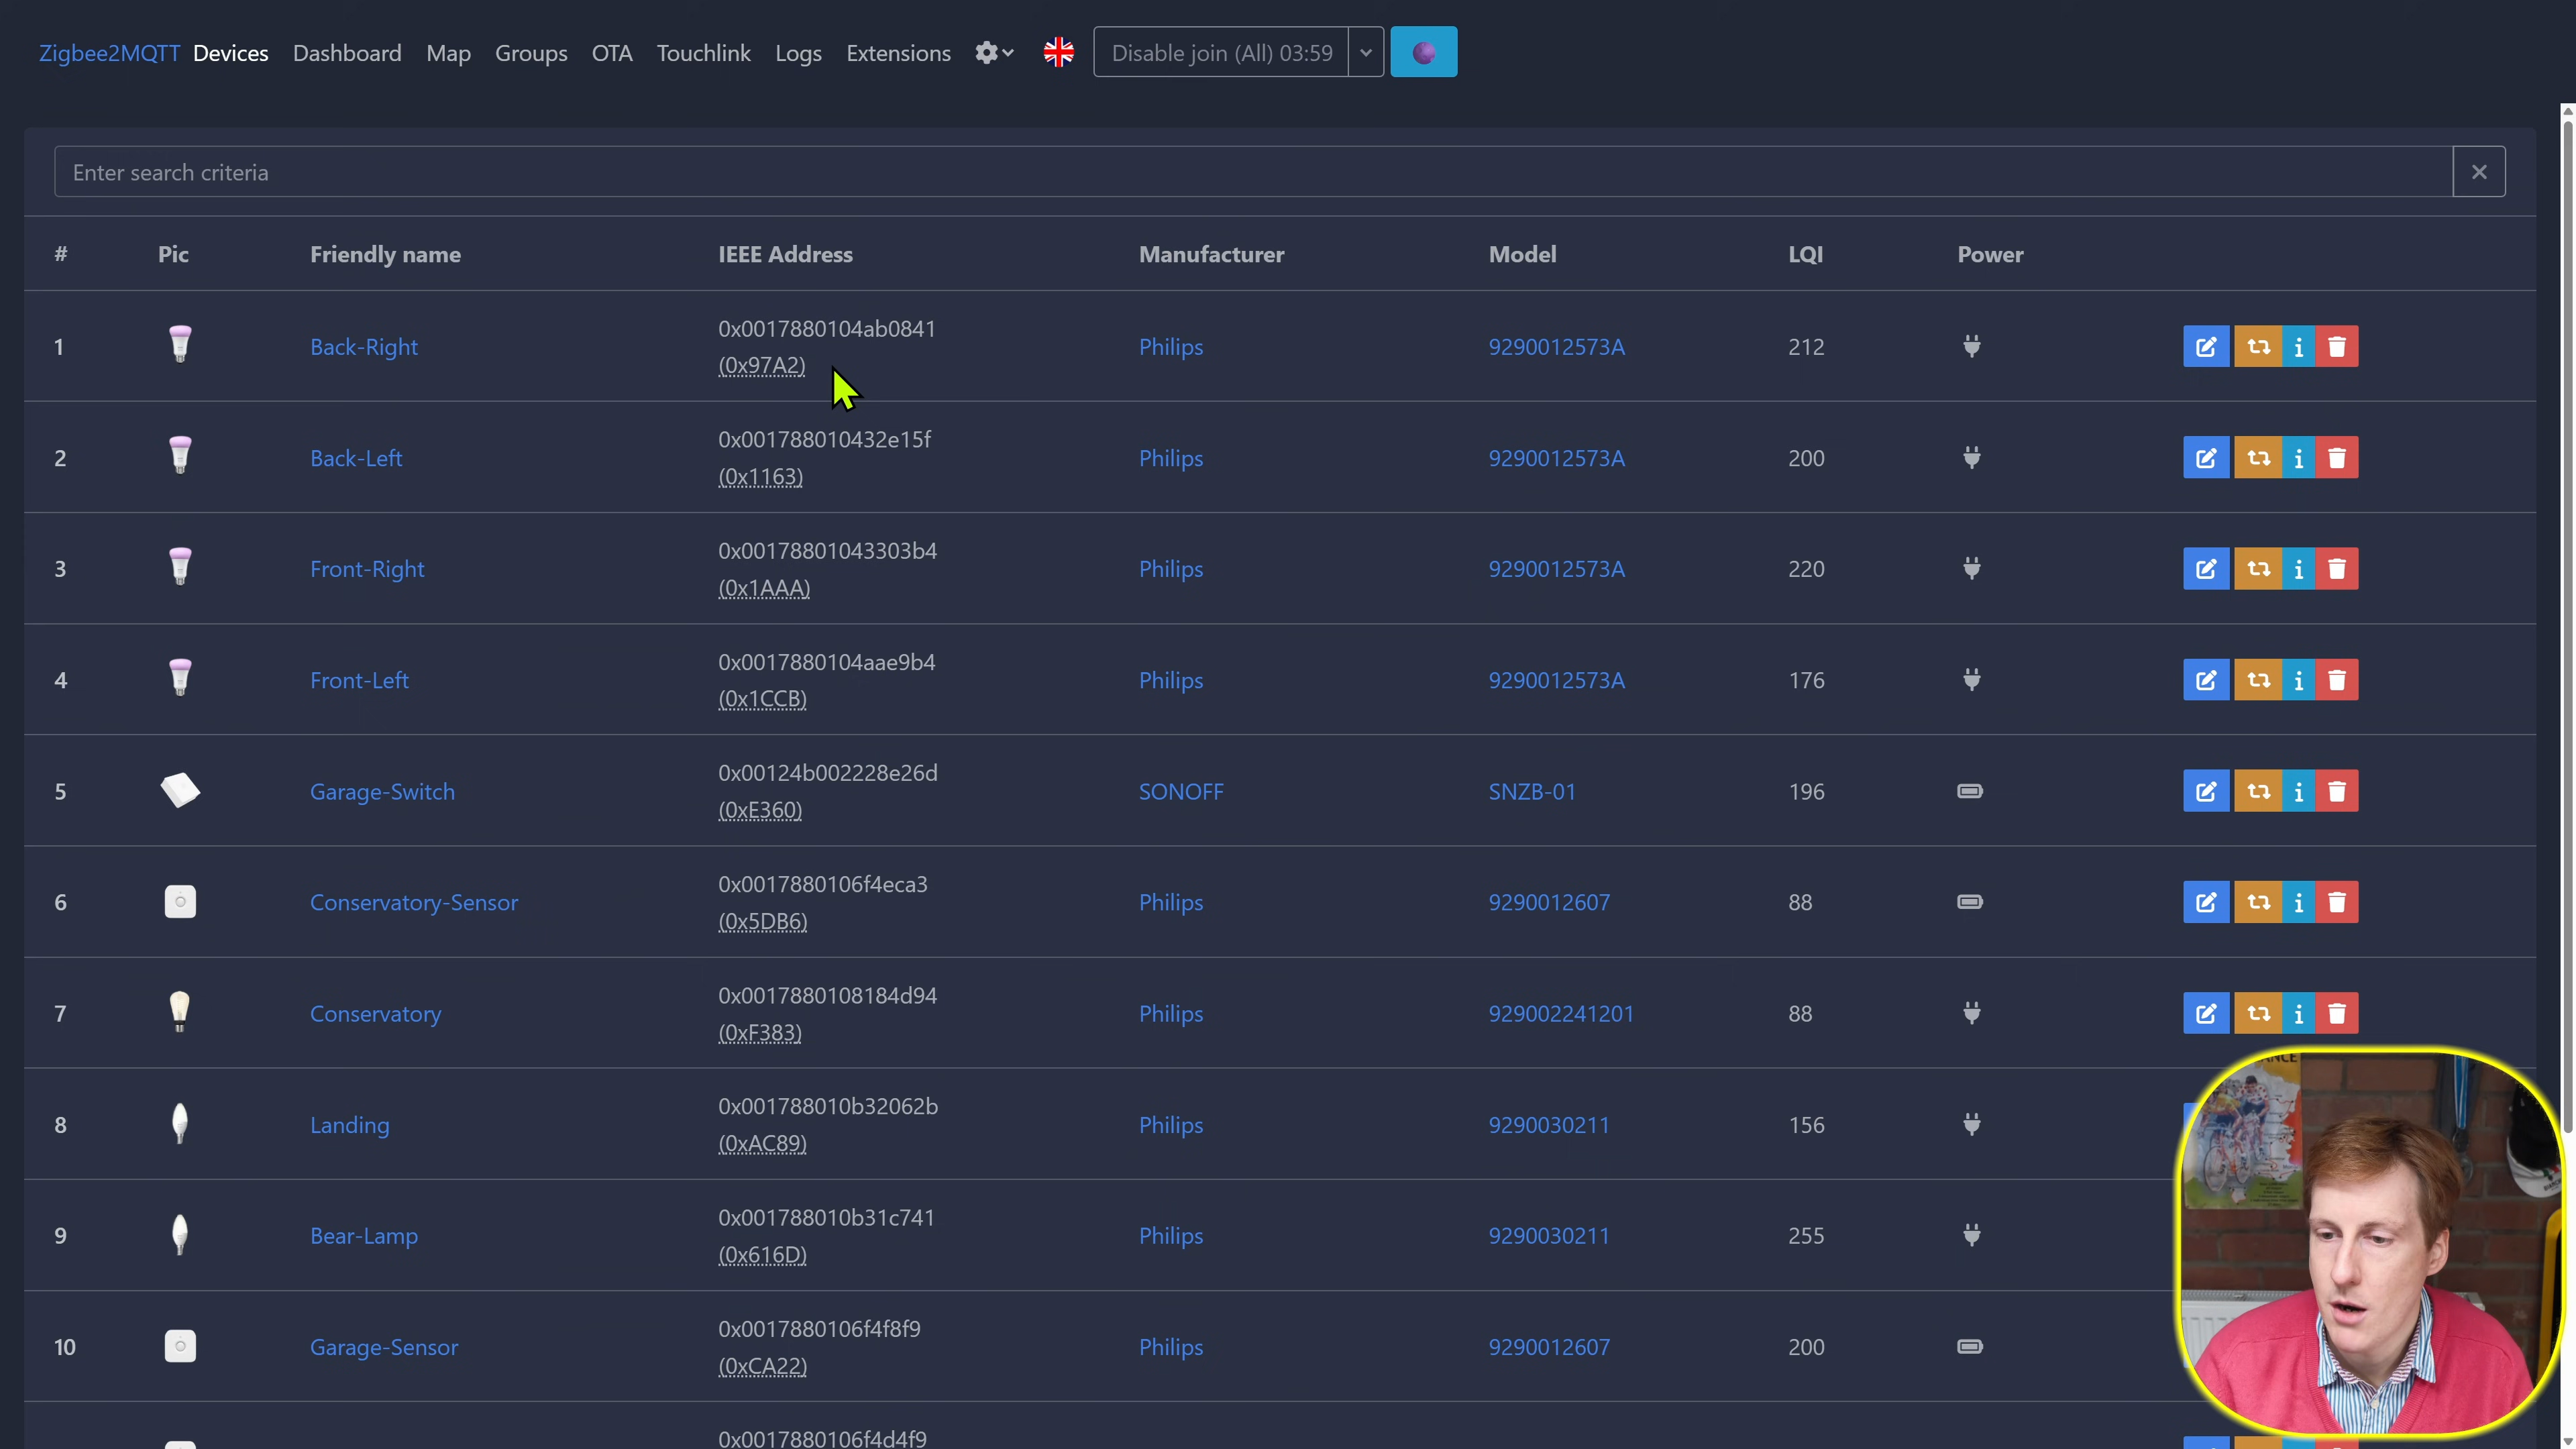 Zigbee2MQTT Devices Dashboard Map Groups OTA Touchlink Logs Extensions Disable join (All) 03:59
Enter search criteria
# Pic Friendly name IEEE Address Manufacturer Model LQI Power
1 Back-Right 0x0017880104ab0841 Philips 9290012573A 212
(0x97A2)
2 Back-Left 0x001788010432e15f Philips 9290012573A 200
(0x1163)
3 Front-Right 0x00178801043303b4 Philips 9290012573A 220
(0x1AAA)
4 Front-Left 0x0017880104aae9b4 Philips 9290012573A 176
(0x1CCB)
5 Garage-Switch 0x00124b002228e26d SONOFF SNZB-01 196
(0xE360)
6 Conservatory-Sensor 0x0017880106f4eca3 Philips 9290012607 88
(0x5DB6)
7 Conservatory 0x0017880108184d94 Philips 929002241201 88
(0xF383)
8 Landing 0x001788010b32062b Philips 9290030211 156
(0xAC89)
9 Bear-Lamp 0x001788010b31c741 Philips 9290030211 255
(0x616D)
10 Garage-Sensor 0x0017880106f4f8f9 Philips 9290012607 200
(0xCA22)
0x0017880106f4d4f9